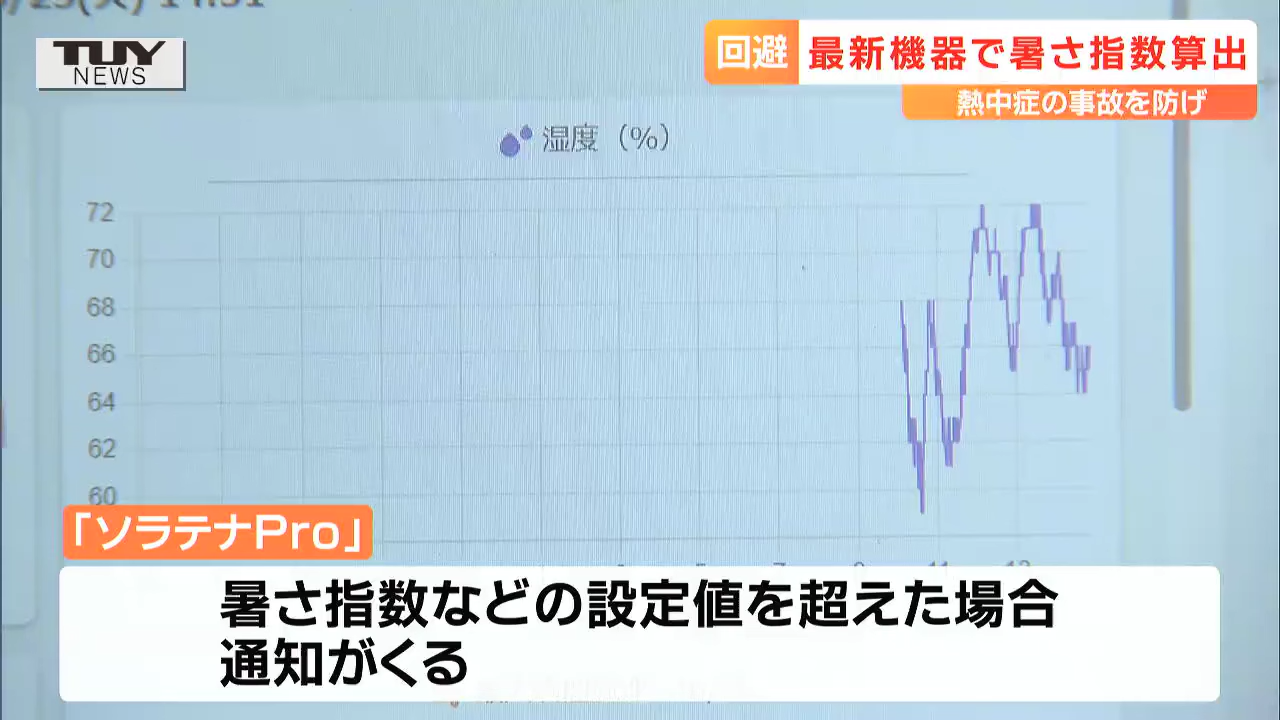 TUY
NEWS
回避
最新機器で暑さ指数算出
熱中症の事故を防げ
湿度（%）
72
70
68
66
64
62
60
「ソラテナPro」
暑さ指数などの設定値を超えた場合
通知がくる